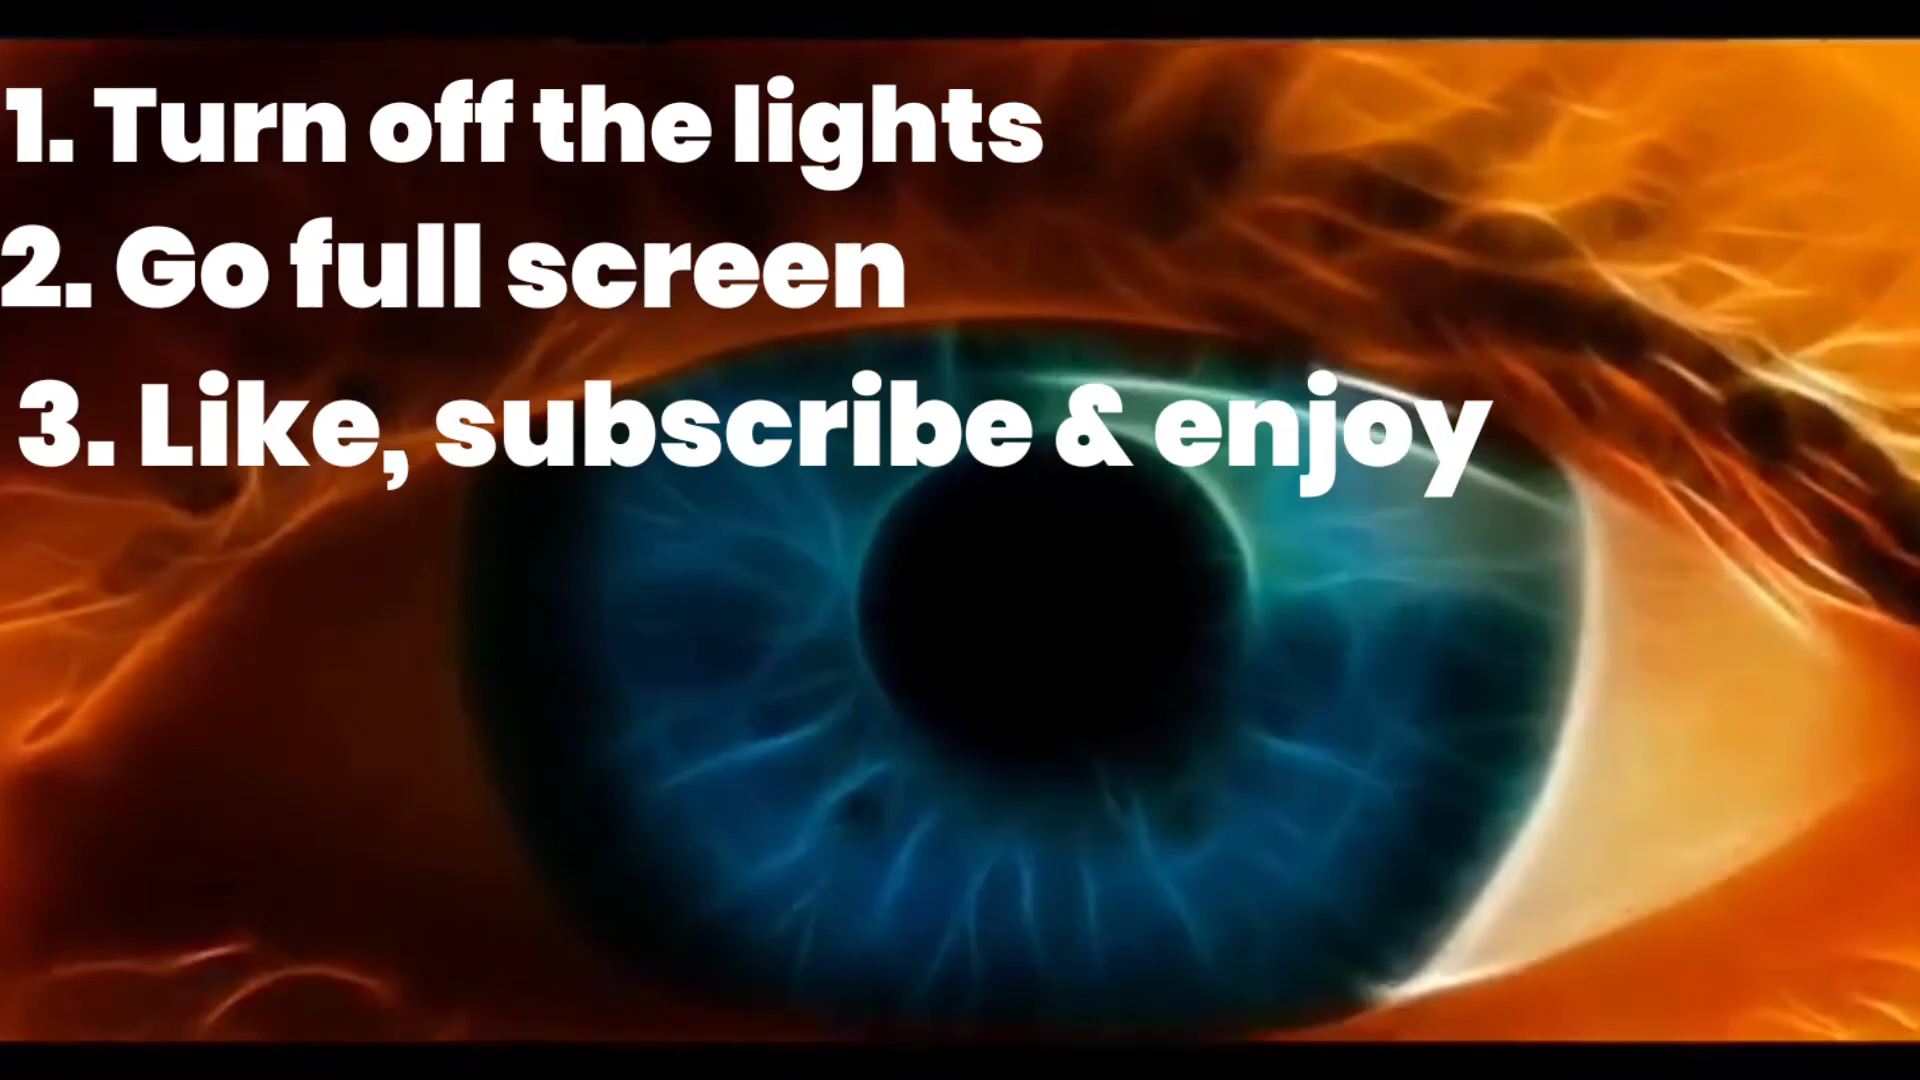 1. Turn off the lights
2. Go full screen
3. Like, subscribe & enjoy